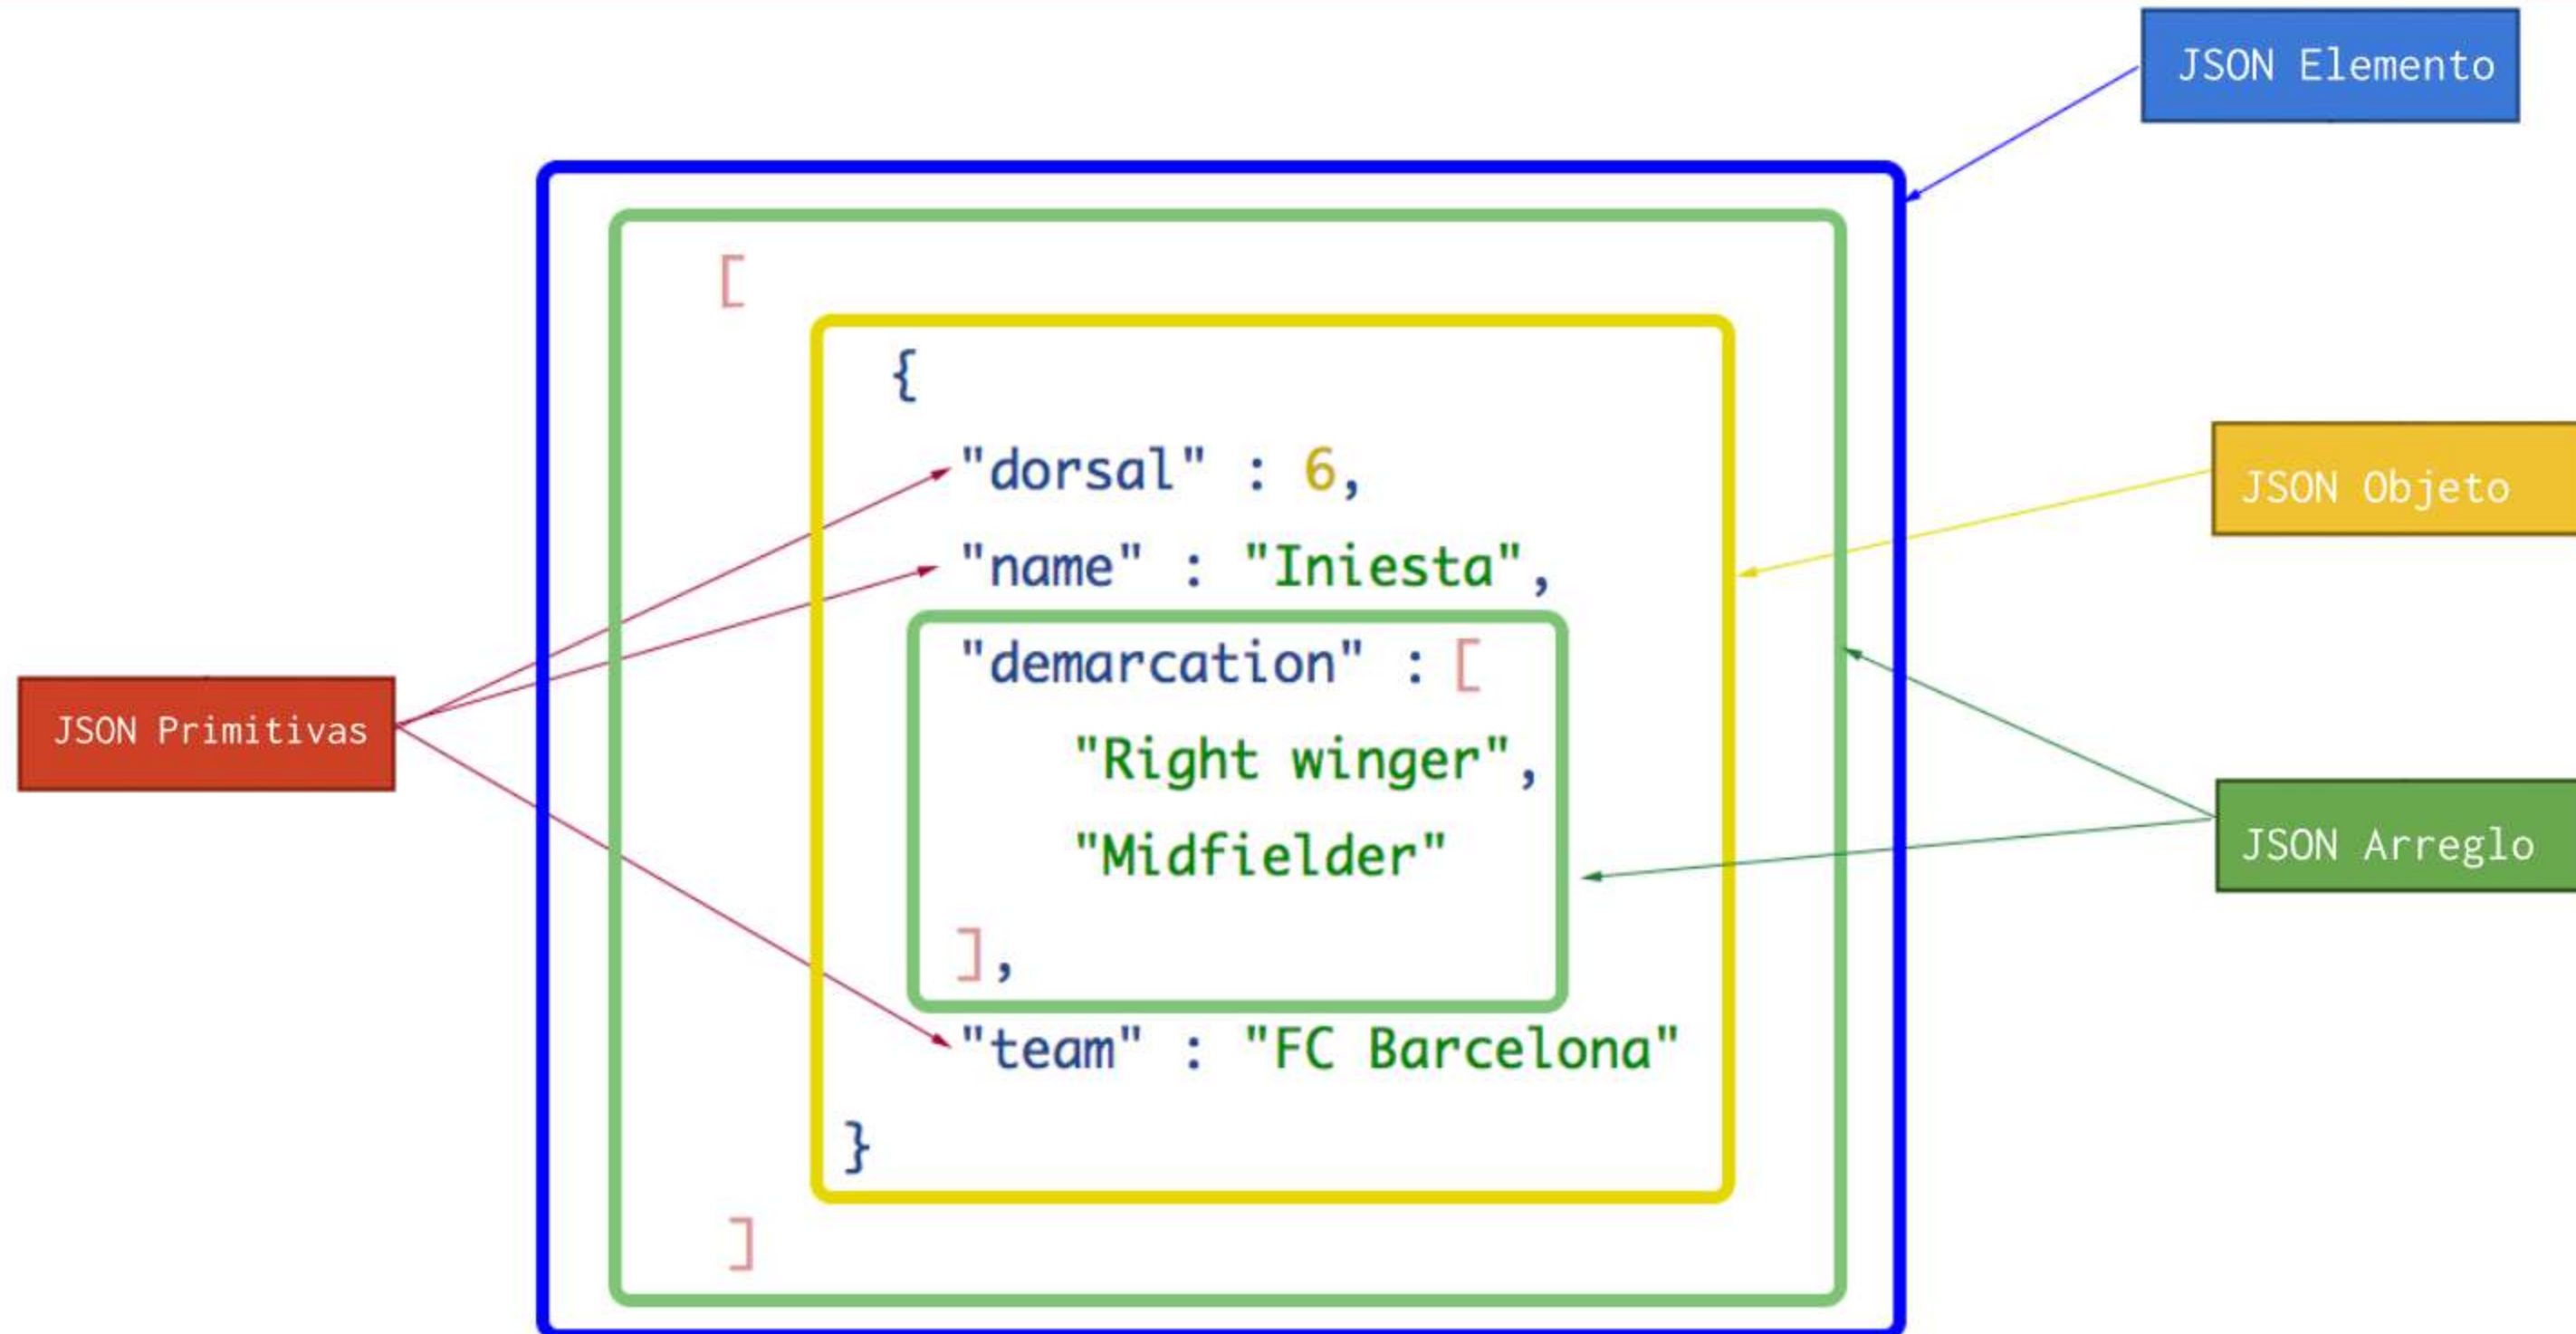 JSON Elemento
[
{
"dorsal" : 6,
JSON Objeto
"name" : "Iniesta",
"demarcation" : [
JSON Primitivas
"Right winger",
"Midfielder"
JSON Arreglo
],
"team" : "FC Barcelona"
}
]